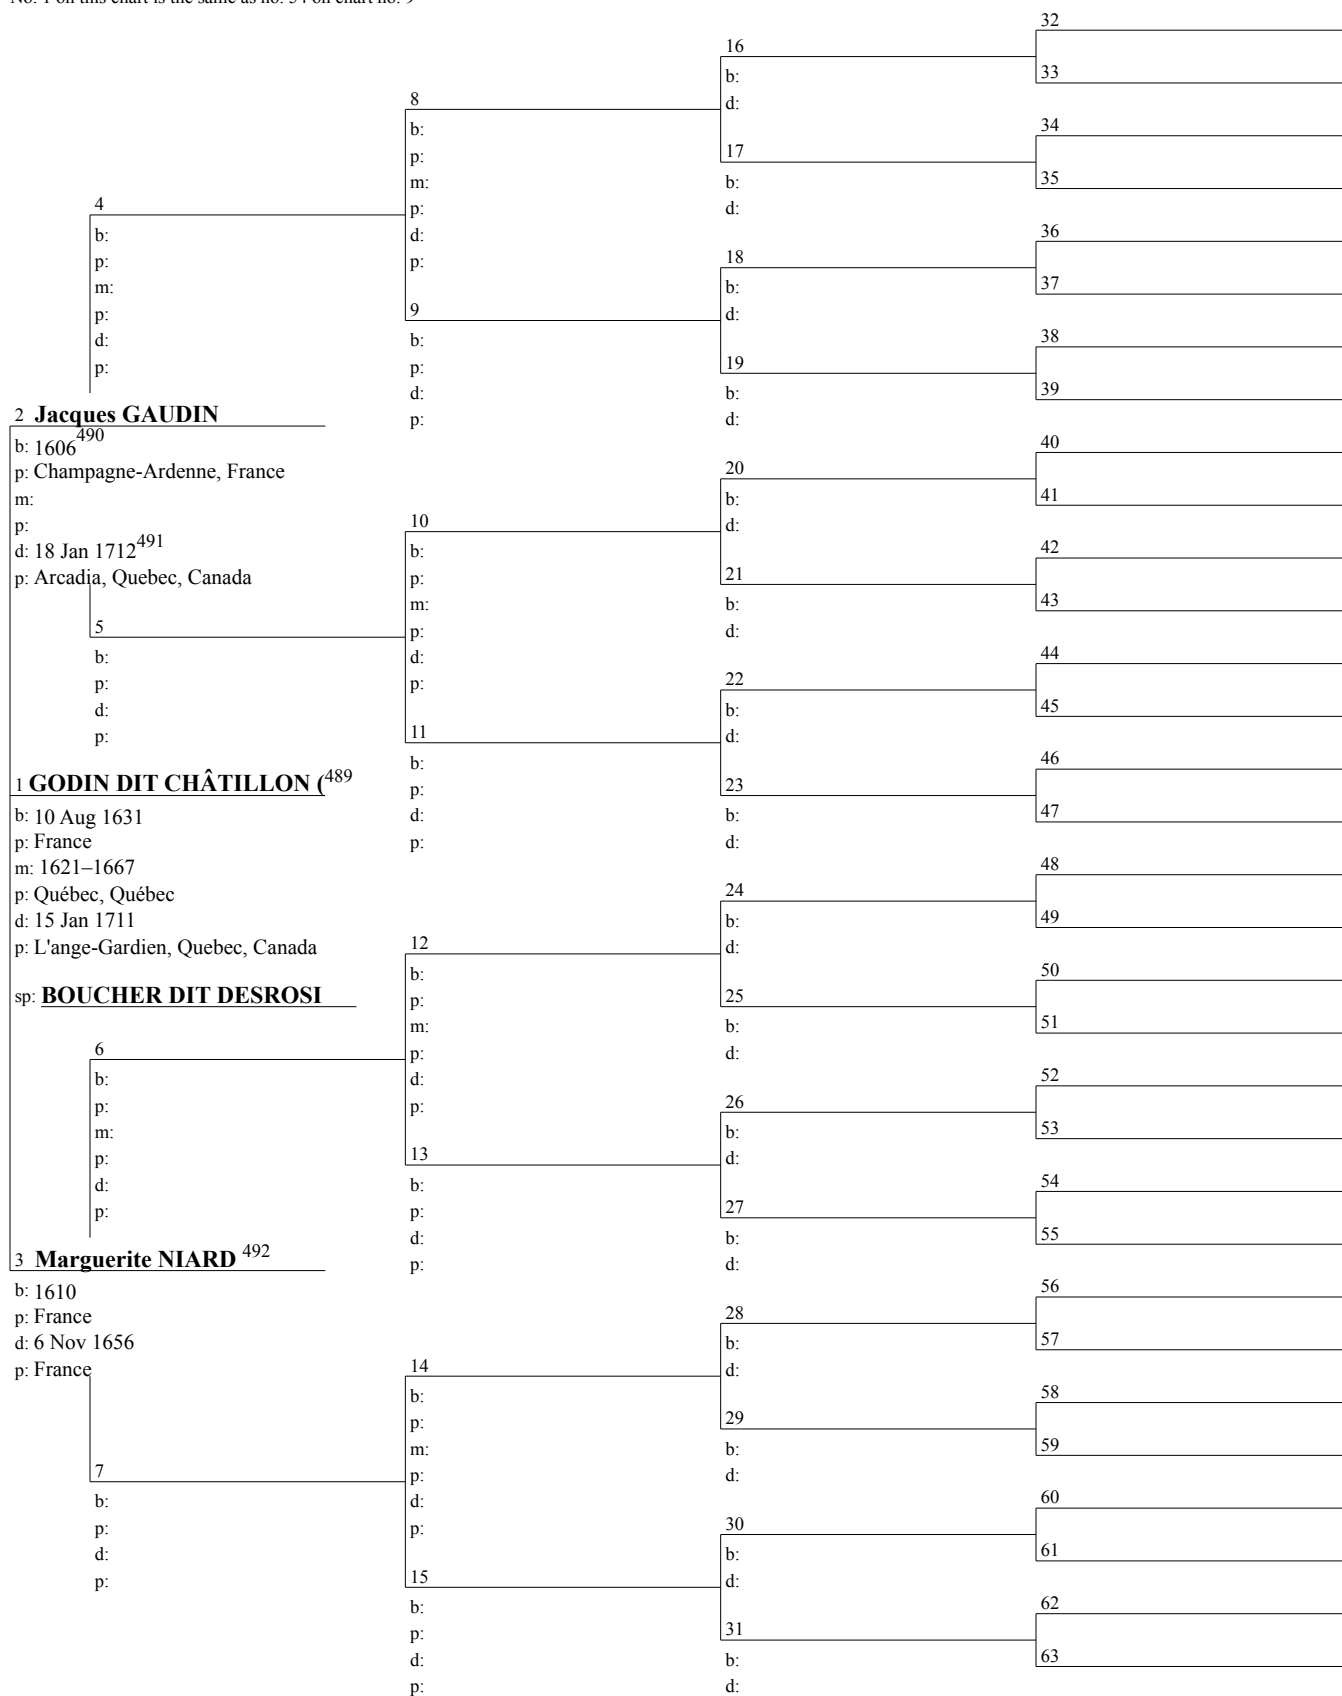 No. 1 on this chart is the same as no. 54 on chart no. 9
2 Jacques GAUDIN
b: 1606490
p: Champagne-Ardenne, France
m:
p:
d: 18 Jan 1712491
p: Arcadia, Quebec, Canada
1 GODIN DIT CHÂTILLON (489
b: 10 Aug 1631
p: France
m: 1621–1667
p: Québec, Québec
d: 15 Jan 1711
p: L'ange-Gardien, Quebec, Canada
sp: BOUCHER DIT DESROSI
3 Marguerite NIARD 492
b: 1610
p: France
d: 6 Nov 1656
p: France
4
b:
p:
m:
p:
d:
p:
5
b:
p:
d:
p:
6
b:
p:
m:
p:
d:
p:
7
b:
p:
d:
p:
8
b:
p:
m:
p:
d:
p:
9
b:
p:
d:
p:
10
b:
p:
m:
p:
d:
p:
11
b:
p:
d:
p:
12
b:
p:
m:
p:
d:
p:
13
b:
p:
d:
p:
14
b:
p:
m:
p:
d:
p:
15
b:
p:
d:
p:
16
b:
d:
17
b:
d:
18
b:
d:
19
b:
d:
20
b:
d:
21
b:
d:
22
b:
d:
23
b:
d:
24
b:
d:
25
b:
d:
26
b:
d:
27
b:
d:
28
b:
d:
29
b:
d:
30
b:
d:
31
b:
d:
32
33
34
35
36
37
38
39
40
41
42
43
44
45
46
47
48
49
50
51
52
53
54
55
56
57
58
59
60
61
62
63